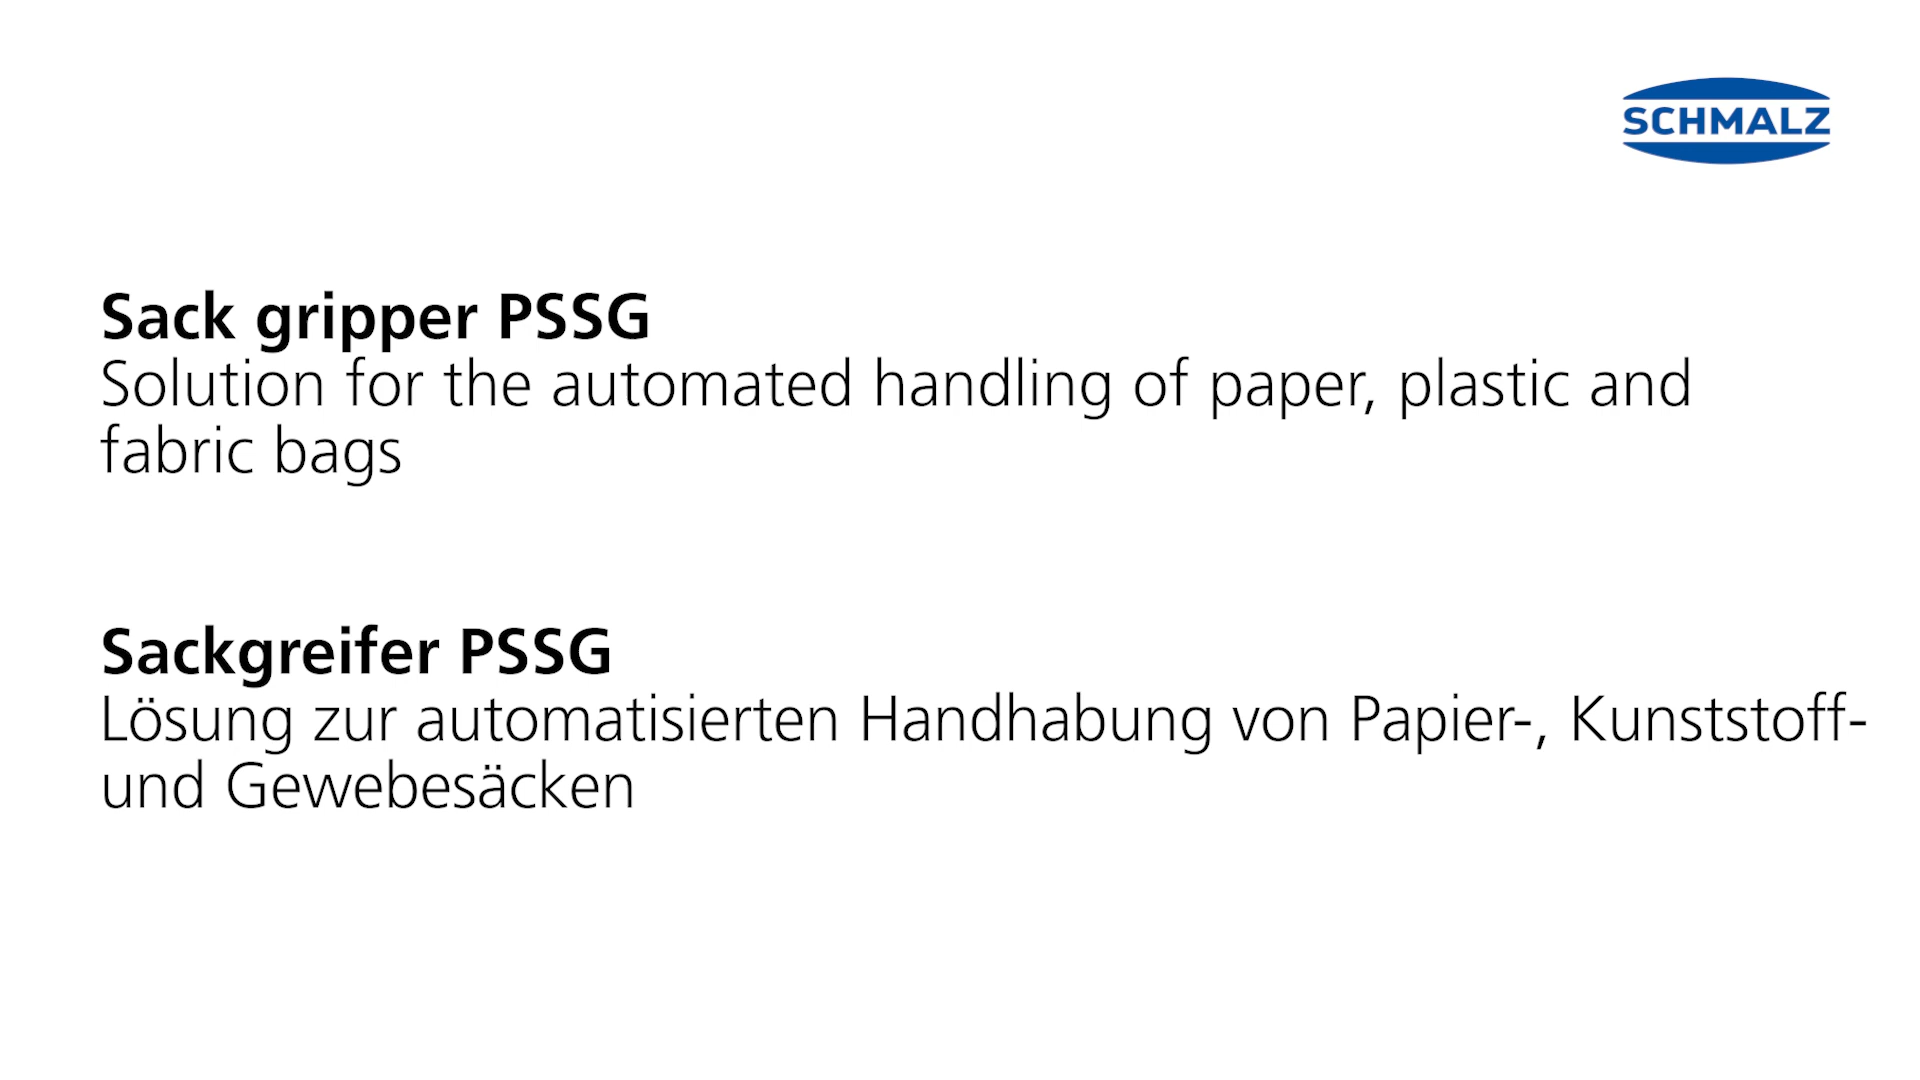 SCHMALZ
Sack gripper PSSG
Solution for the automated handling of paper, plastic and
fabric bags
Sackgreifer PSSG
Lösung zur automatisierten Handhabung von Papier-, Kunststoff-
und Gewebesäcken